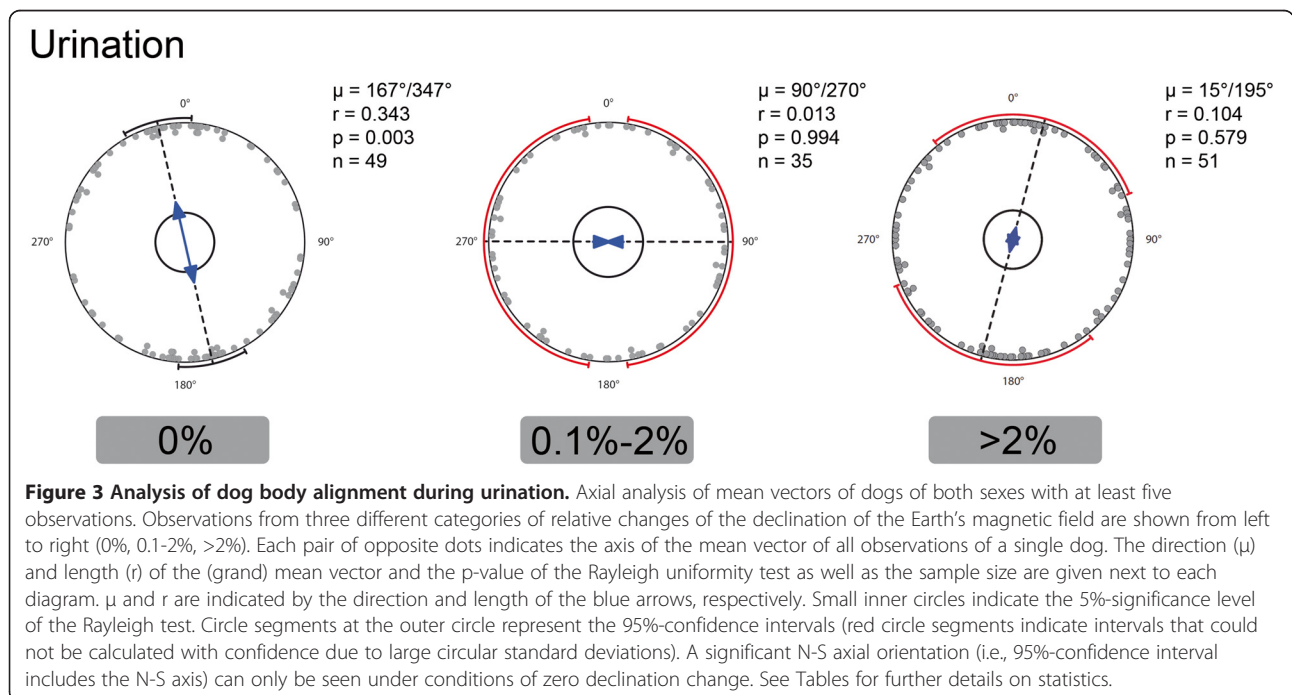 Urination
μ = 167°/347°
r = 0.343
p = 0.003
n = 49
0°
270°
90°
180°
0%
μ = 90°/270°
r = 0.013
p = 0.994
n = 35
0°
270°
90°
180°
0.1%-2%
μ = 15°/195°
r = 0.104
p = 0.579
n = 51
0°
270°
90°
180°
>2%
Figure 3 Analysis of dog body alignment during urination. Axial analysis of mean vectors of dogs of both sexes with at least five
observations. Observations from three different categories of relative changes of the declination of the Earth's magnetic field are shown from left
to right (0%, 0.1-2%, >2%). Each pair of opposite dots indicates the axis of the mean vector of all observations of a single dog. The direction (μ)
and length (r) of the (grand) mean vector and the p-value of the Rayleigh uniformity test as well as the sample size are given next to each
diagram. μ and r are indicated by the direction and length of the blue arrows, respectively. Small inner circles indicate the 5%-significance level
of the Rayleigh test. Circle segments at the outer circle represent the 95%-confidence intervals (red circle segments indicate intervals that could
not be calculated with confidence due to large circular standard deviations). A significant N-S axial orientation (i.e., 95%-confidence interval
includes the N-S axis) can only be seen under conditions of zero declination change. See Tables for further details on statistics.